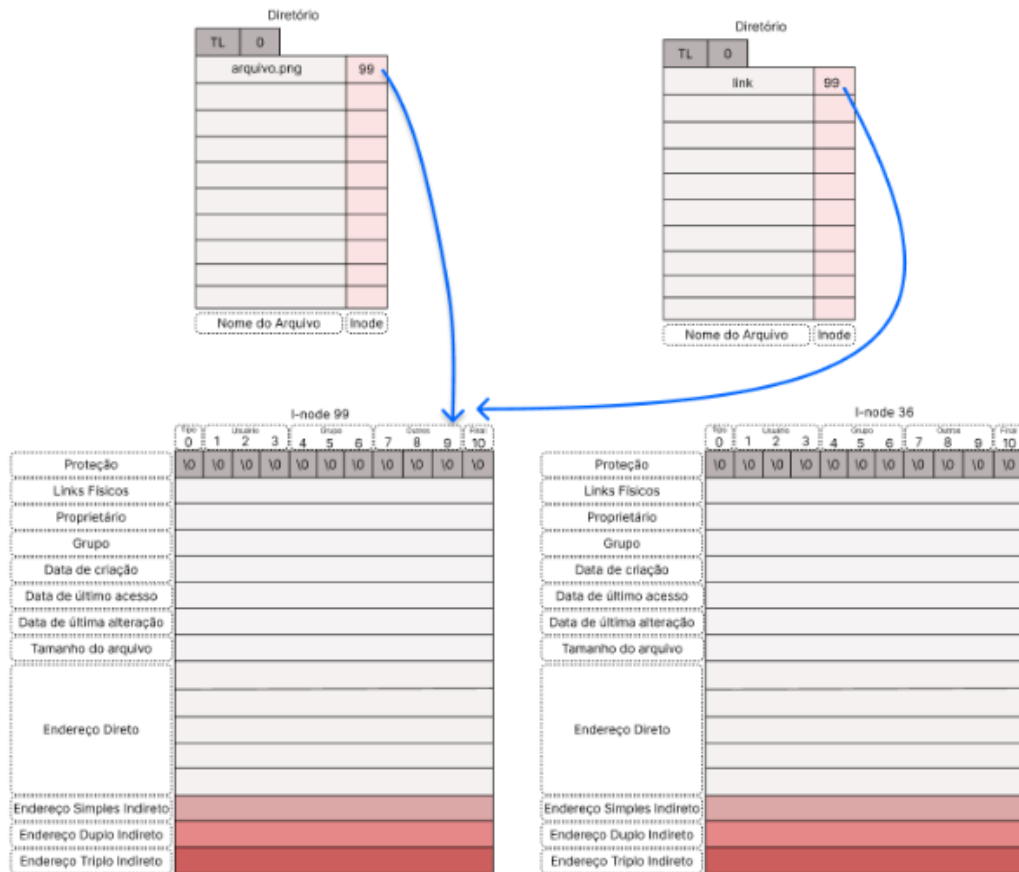 Diretório
TL 0
arquivo.png 99
Nome do Arquivo Inode
Diretório
TL 0
link 99
Nome do Arquivo Inode
I-node 99
Tipo Usuário Grupo Outros Final
0 1 2 3 4 5 6 7 8 9 10
Proteção \0 \0 \0 \0 \0 \0 \0 \0 \0 \0 \0
Links Físicos
Proprietário
Grupo
Data de criação
Data de último acesso
Data de última alteração
Tamanho do arquivo
Endereço Direto
Endereço Simples Indireto
Endereço Duplo Indireto
Endereço Triplo Indireto
I-node 36
Tipo Usuário Grupo Outros Final
0 1 2 3 4 5 6 7 8 9 10
Proteção \0 \0 \0 \0 \0 \0 \0 \0 \0 \0 \0
Links Físicos
Proprietário
Grupo
Data de criação
Data de último acesso
Data de última alteração
Tamanho do arquivo
Endereço Direto
Endereço Simples Indireto
Endereço Duplo Indireto
Endereço Triplo Indireto